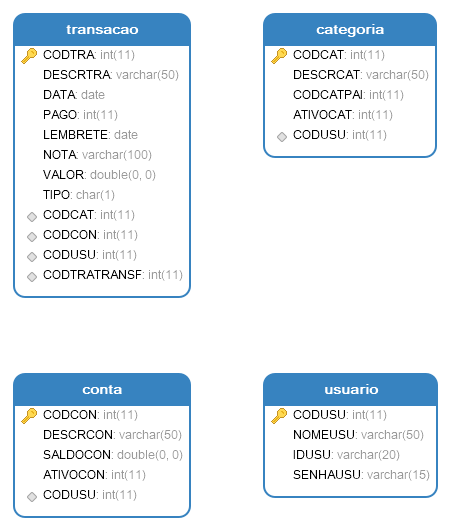 transacao
CODTRA: int(11)
DESCRTRA: varchar(50)
DATA: date
PAGO: int(11)
LEMBRETE: date
NOTA: varchar(100)
VALOR: double(0, 0)
TIPO: char(1)
CODCAT: int(11)
CODCON: int(11)
CODUSU: int(11)
CODTRATRANSF: int(11)
categoria
CODCAT: int(11)
DESCRCAT: varchar(50)
CODCATPAI: int(11)
ATIVOCAT: int(11)
CODUSU: int(11)
conta
CODCON: int(11)
DESCRCON: varchar(50)
SALDOCON: double(0, 0)
ATIVOCON: int(11)
CODUSU: int(11)
usuario
CODUSU: int(11)
NOMEUSU: varchar(50)
IDUSU: varchar(20)
SENHAUSU: varchar(15)